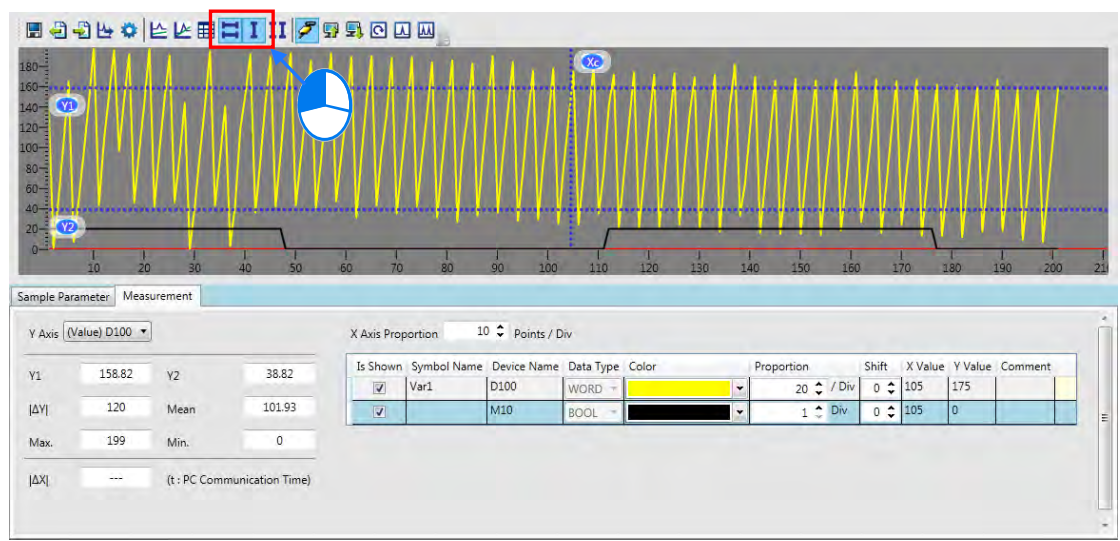 Xc
180
160
Y1
140
120
100
80
60
40
Y2
20
0
10 20 30 40 50 60 70 80 90 100 110 120 130 140 150 160 170 180 190 200 21
Sample Parameter Measurement
Y Axis (Value) D100 X Axis Proportion 10 Points / Div
Is Shown Symbol Name Device Name Data Type Color Proportion Shift X Value Y Value Comment
Y1 158.82 Y2 38.82
Var1 D100 WORD 20 / Div 0 105 175
|ΔY| 120 Mean 101.93
M10 BOOL 1 Div 0 105 0
Max. 199 Min. 0
|ΔX| --- (t : PC Communication Time)